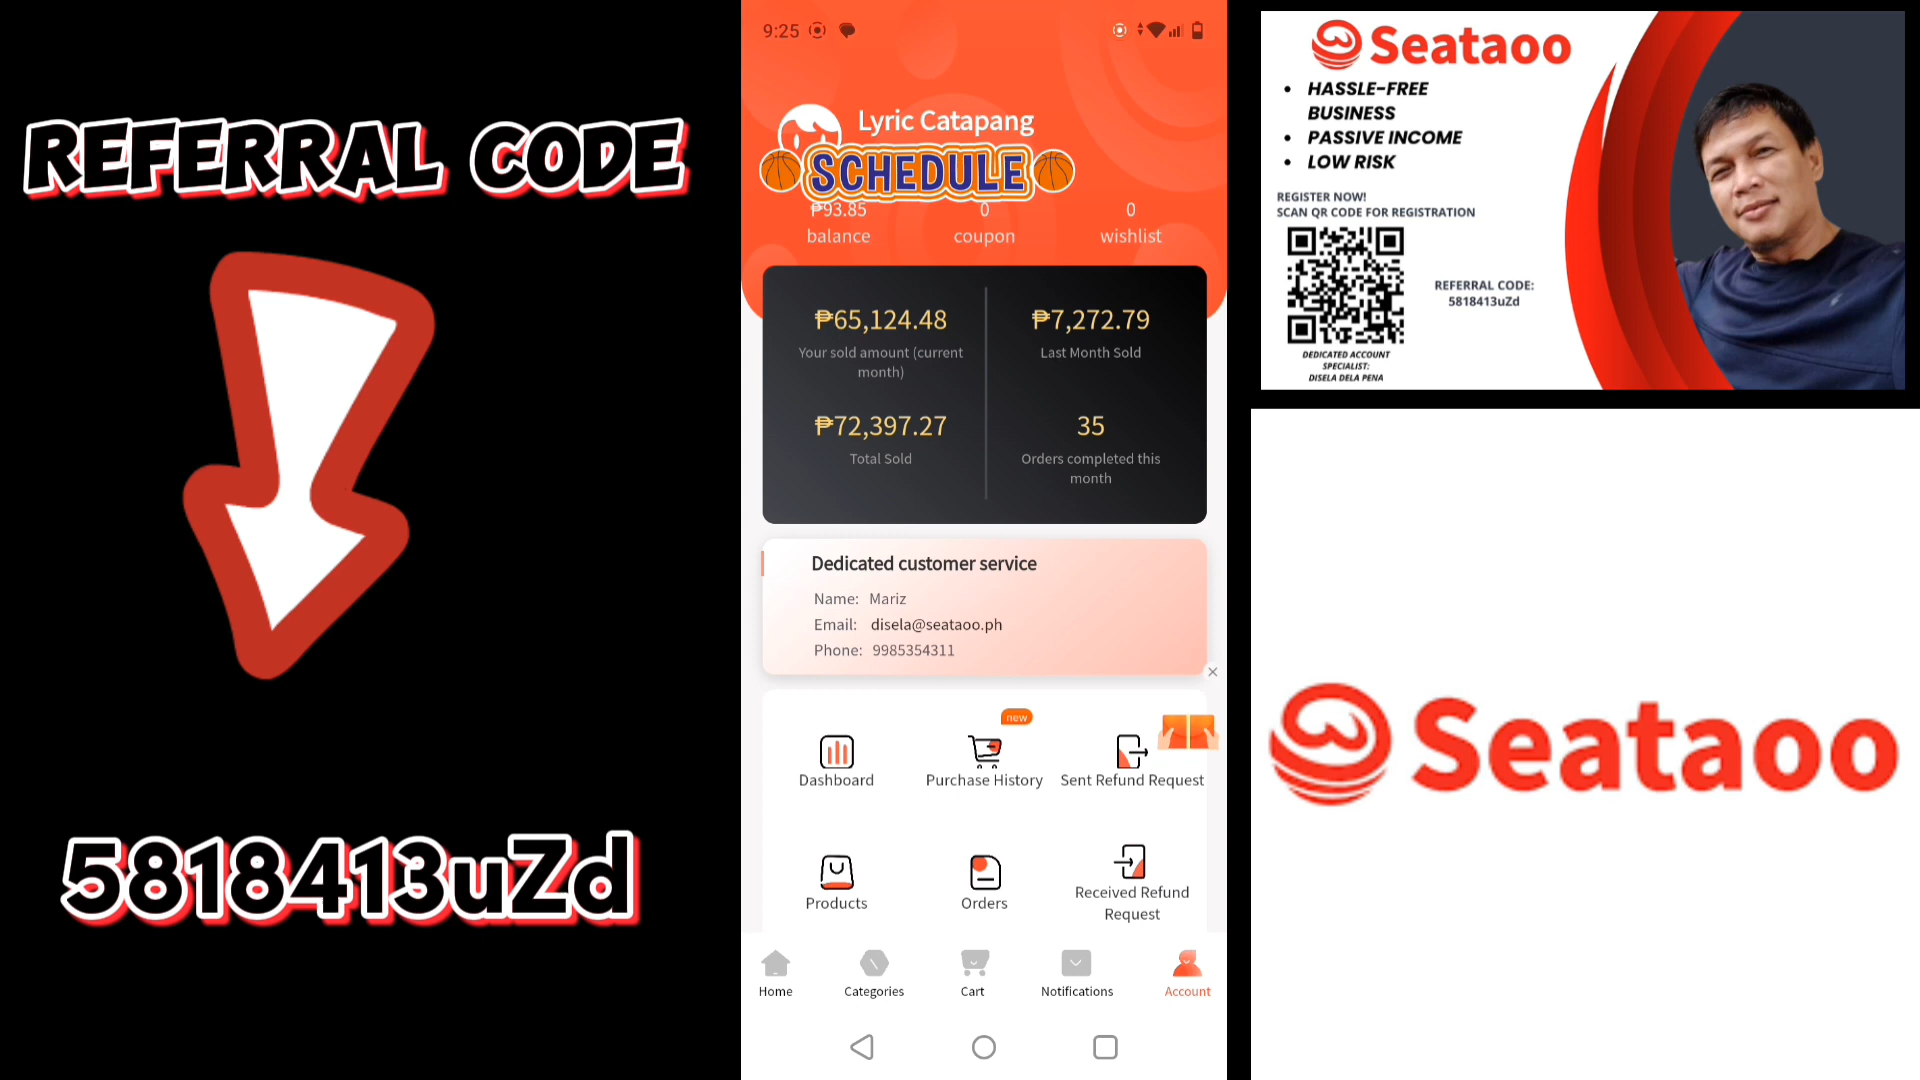 REFERRAL CODE
5818413uZd
9:25
Lyric Catapang
SCHEDULE
₱93.85
balance
0
coupon
0
wishlist
₱65,124.48
Your sold amount (current
month)
₱7,272.79
Last Month Sold
₱72,397.27
Total Sold
35
Orders completed this
month
Dedicated customer service
Name: Mariz
Email: disela@seataoo.ph
Phone: 9985354311
new
Dashboard
Purchase History
Sent Refund Request
Products
Orders
Received Refund
Request
Home
Categories
Cart
Notifications
Account
Seataoo
• HASSLE-FREE
BUSINESS
• PASSIVE INCOME
• LOW RISK
REGISTER NOW!
SCAN QR CODE FOR REGISTRATION
REFERRAL CODE:
5818413uZd
DEDICATED ACCOUNT
SPECIALIST:
DISELA DELA PENA
Seataoo